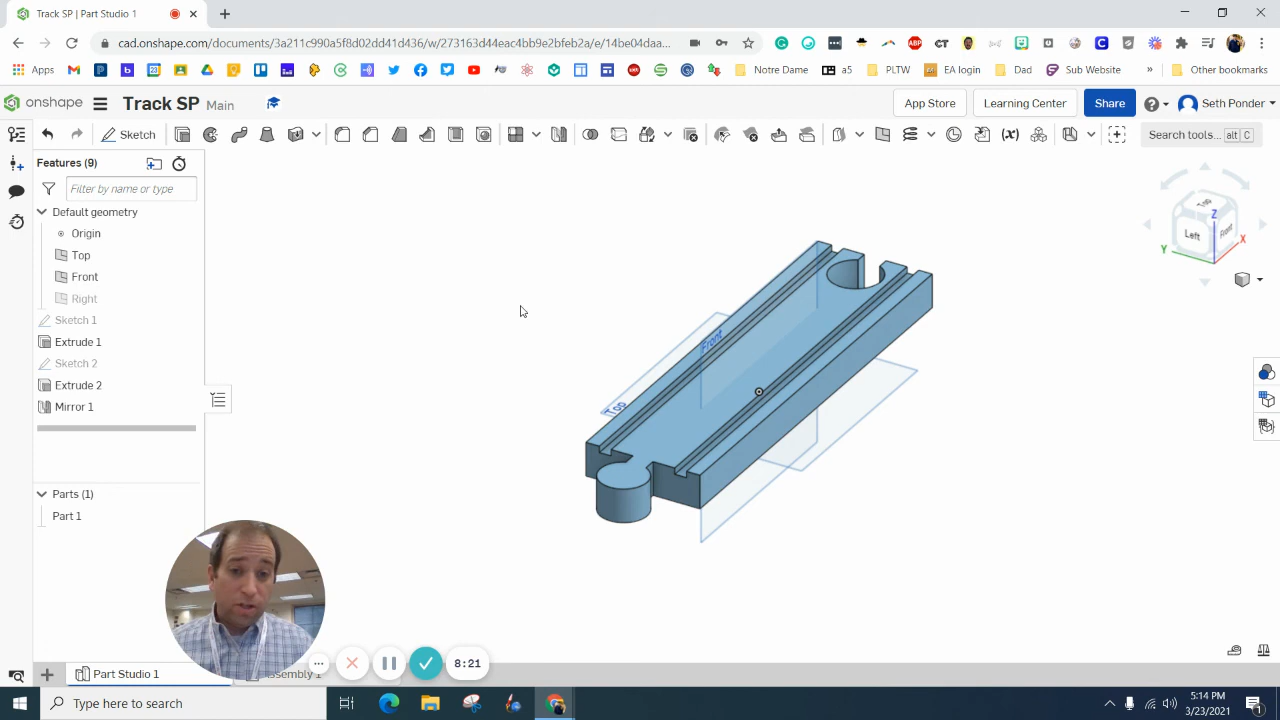 Track SP | Part Studio 1
cad.onshape.com/documents/3a211c990a5f8d02dd41d436/w/273163d44eac4bb9e2bfeb2a/e/14be04daa...
Apps
a5
Notre Dame
PLTW
EA login
Dad
Sub Website
»
Other bookmarks
onshape
Track SP
Main
App Store
Learning Center
Share
Seth Ponder
Sketch
Search tools...
alt C
Features (9)
Filter by name or type
Default geometry
Origin
Top
Front
Right
Sketch 1
Extrude 1
Sketch 2
Extrude 2
Mirror 1
Parts (1)
Part 1
Front
Top
Top
Left
Front
Z
X
Y
8:21
Part Studio 1
ssembly 1
Type here to search
5:14 PM
3/23/2021